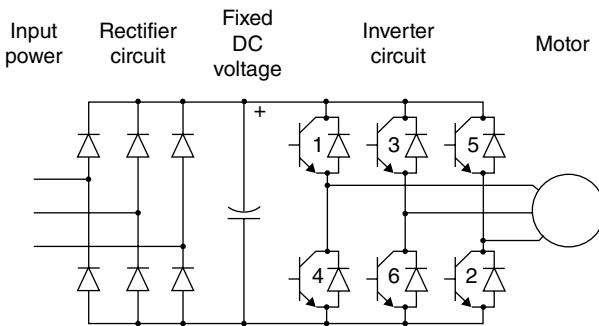 Input
power
Rectifier
circuit
Fixed
DC
voltage
Inverter
circuit
Motor
+
1
3
5
4
6
2